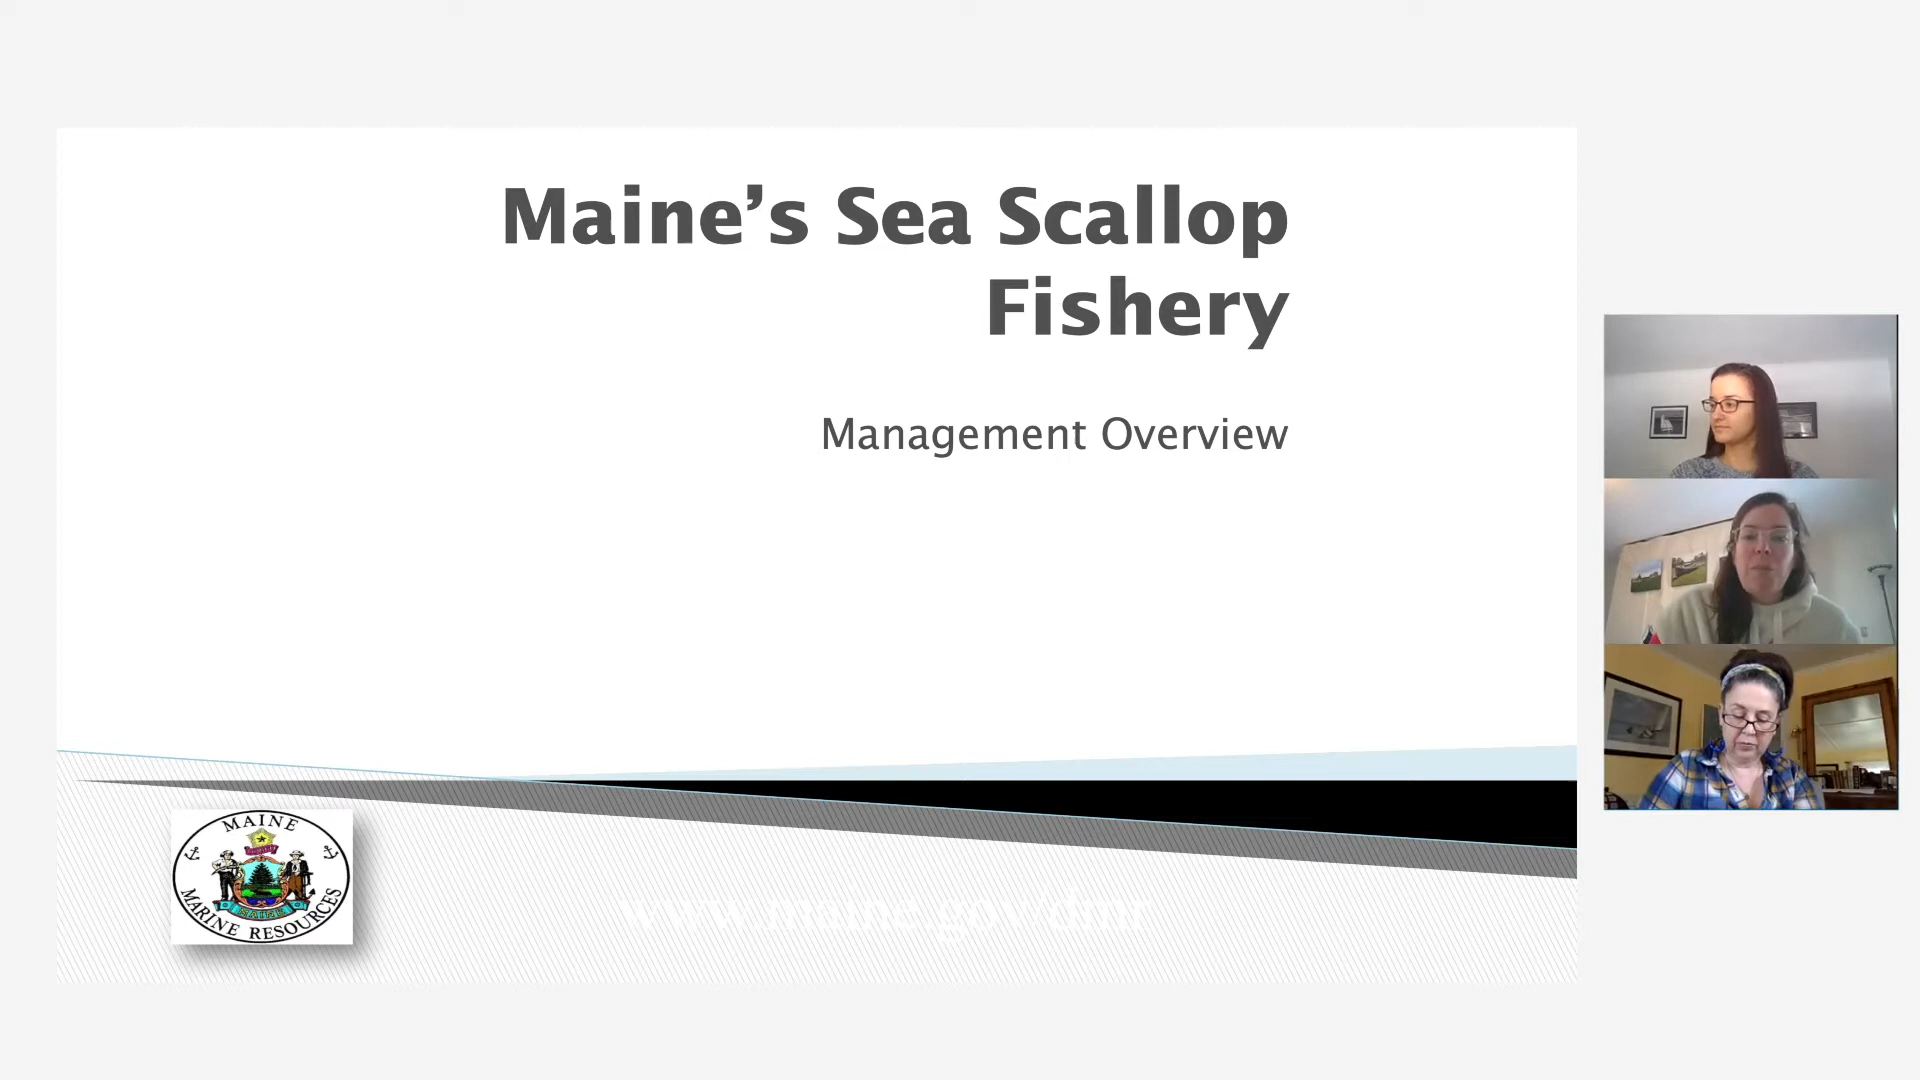 Maine’s Sea Scallop
Fishery
Management Overview
MAINE
MARINE RESOURCES